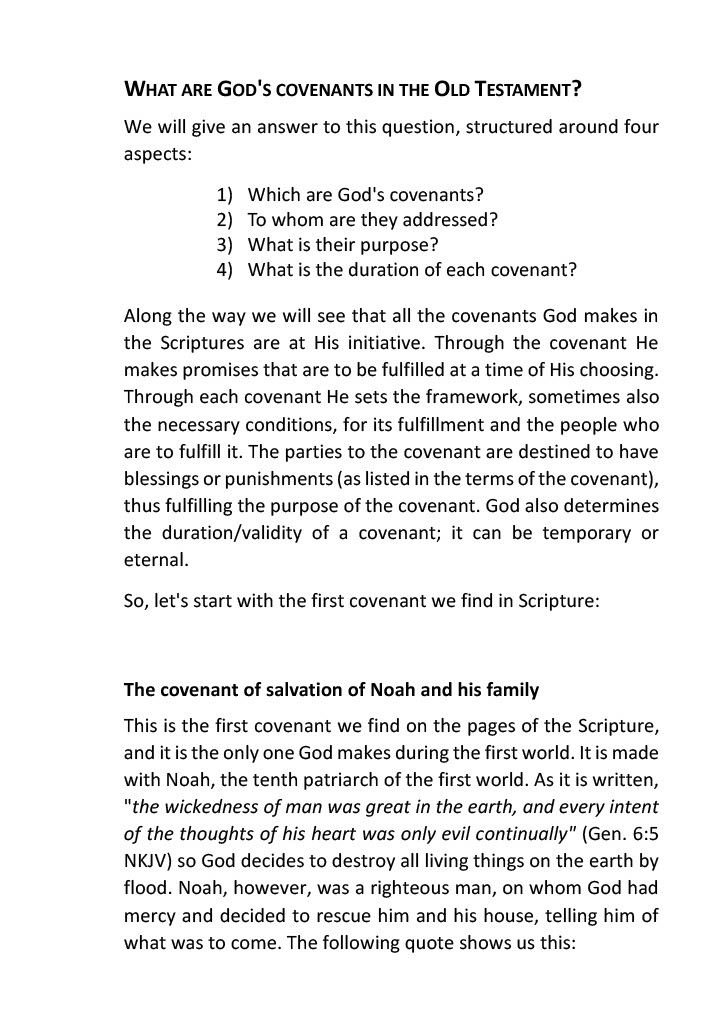 WHAT ARE GOD'S COVENANTS IN THE OLD TESTAMENT?
We will give an answer to this question, structured around four
aspects:
1) Which are God's covenants?
2) To whom are they addressed?
3) What is their purpose?
4) What is the duration of each covenant?
Along the way we will see that all the covenants God makes in
the Scriptures are at His initiative. Through the covenant He
makes promises that are to be fulfilled at a time of His choosing.
Through each covenant He sets the framework, sometimes also
the necessary conditions, for its fulfillment and the people who
are to fulfill it. The parties to the covenant are destined to have
blessings or punishments (as listed in the terms of the covenant),
thus fulfilling the purpose of the covenant. God also determines
the duration/validity of a covenant; it can be temporary or
eternal.
So, let's start with the first covenant we find in Scripture:
The covenant of salvation of Noah and his family
This is the first covenant we find on the pages of the Scripture,
and it is the only one God makes during the first world. It is made
with Noah, the tenth patriarch of the first world. As it is written,
"the wickedness of man was great in the earth, and every intent
of the thoughts of his heart was only evil continually" (Gen. 6:5
NKJV) so God decides to destroy all living things on the earth by
flood. Noah, however, was a righteous man, on whom God had
mercy and decided to rescue him and his house, telling him of
what was to come. The following quote shows us this: